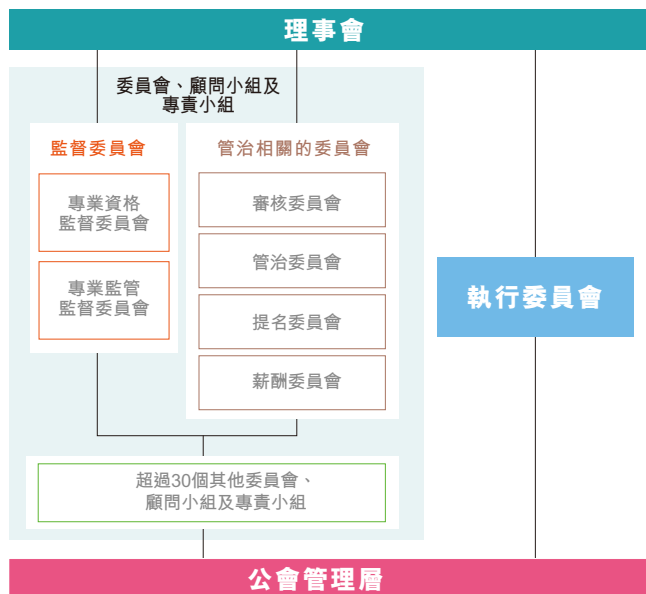 理事會
委員會、顧問小組及
專責小組
監督委員會
專業資格
監督委員會
專業監管
監督委員會
管治相關的委員會
審核委員會
管治委員會
提名委員會
薪酬委員會
執行委員會
超過30個其他委員會、
顧問小組及專責小組
公會管理層